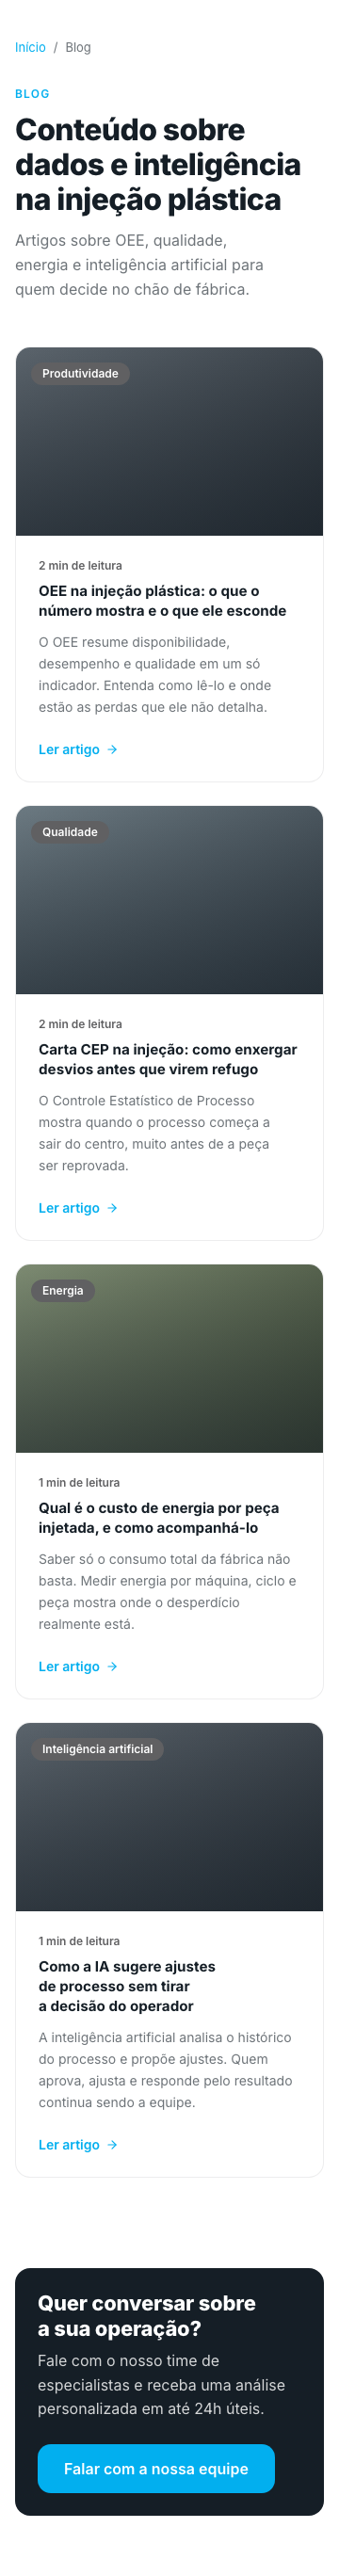 Início / Blog
BLOG
Conteúdo sobre
dados e inteligência
na injeção plástica
Artigos sobre OEE, qualidade,
energia e inteligência artificial para
quem decide no chão de fábrica.
Produtividade
2 min de leitura
OEE na injeção plástica: o que o
número mostra e o que ele esconde
O OEE resume disponibilidade,
desempenho e qualidade em um só
indicador. Entenda como lê-lo e onde
estão as perdas que ele não detalha.
Ler artigo →
Qualidade
2 min de leitura
Carta CEP na injeção: como enxergar
desvios antes que virem refugo
O Controle Estatístico de Processo
mostra quando o processo começa a
sair do centro, muito antes de a peça
ser reprovada.
Ler artigo →
Energia
1 min de leitura
Qual é o custo de energia por peça
injetada, e como acompanhá-lo
Saber só o consumo total da fábrica não
basta. Medir energia por máquina, ciclo e
peça mostra onde o desperdício
realmente está.
Ler artigo →
Inteligência artificial
1 min de leitura
Como a IA sugere ajustes
de processo sem tirar
a decisão do operador
A inteligência artificial analisa o histórico
do processo e propõe ajustes. Quem
aprova, ajusta e responde pelo resultado
continua sendo a equipe.
Ler artigo →
Quer conversar sobre
a sua operação?
Fale com o nosso time de
especialistas e receba uma análise
personalizada em até 24h úteis.
Falar com a nossa equipe